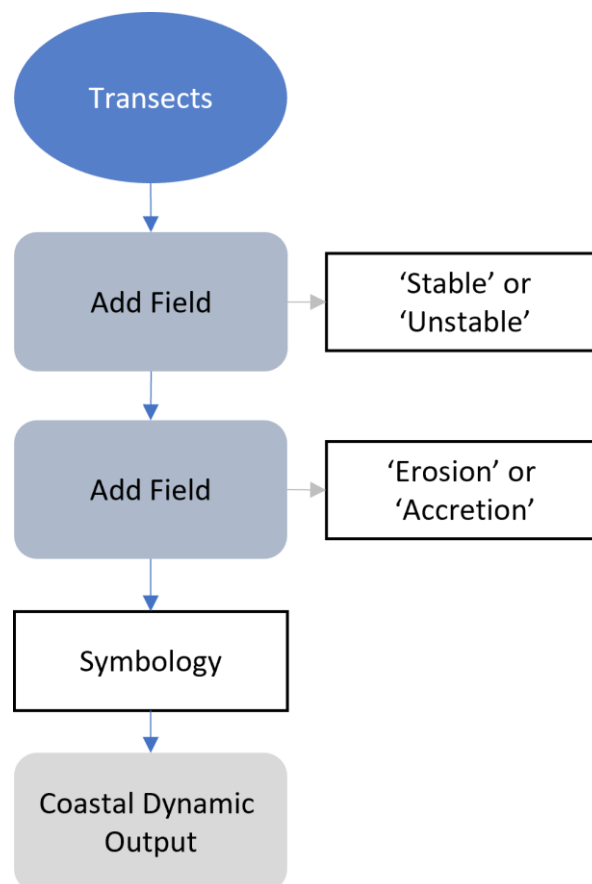 Transects
Add Field
‘Stable’ or
‘Unstable’
Add Field
‘Erosion’ or
‘Accretion’
Symbology
Coastal Dynamic
Output